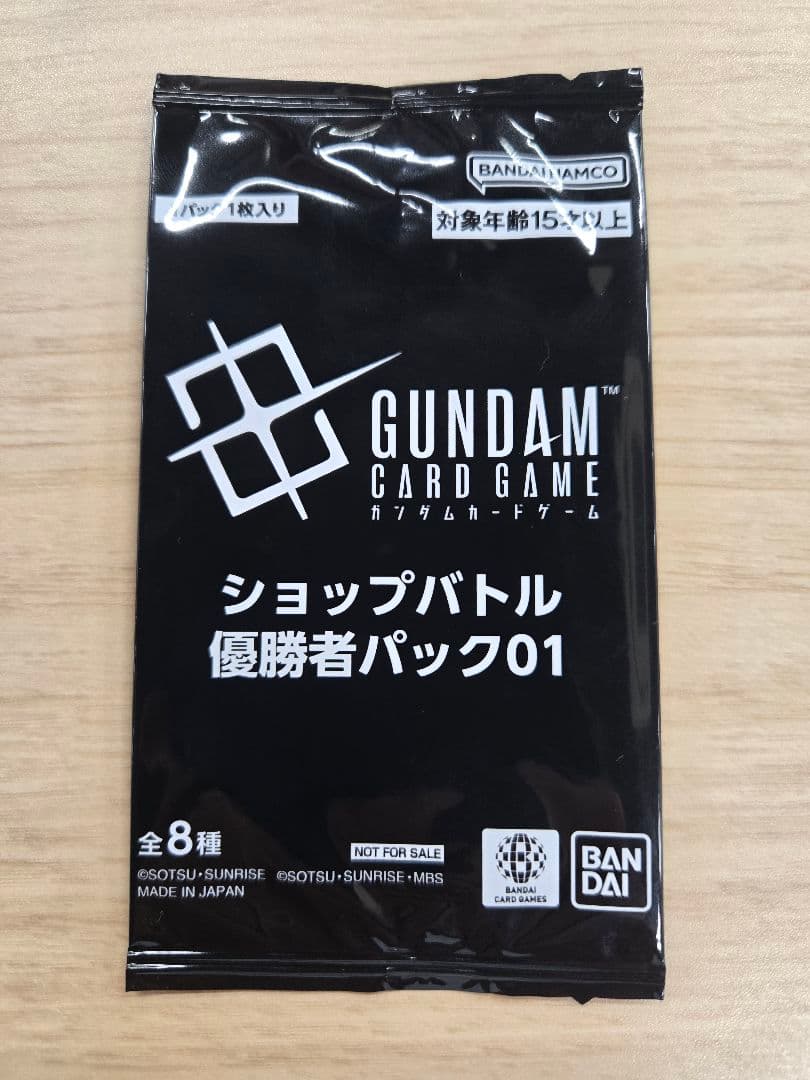 BANDAI NAMCO
1パック1枚入り
対象年齢15才以上
GUNDAM™
CARD GAME
ガンダムカードゲーム
ショップバトル
優勝者パック01
全8種
NOT FOR SALE
©SOTSU・SUNRISE ©SOTSU・SUNRISE・MBS
MADE IN JAPAN
BANDAI
CARD GAMES
BAN
DAI